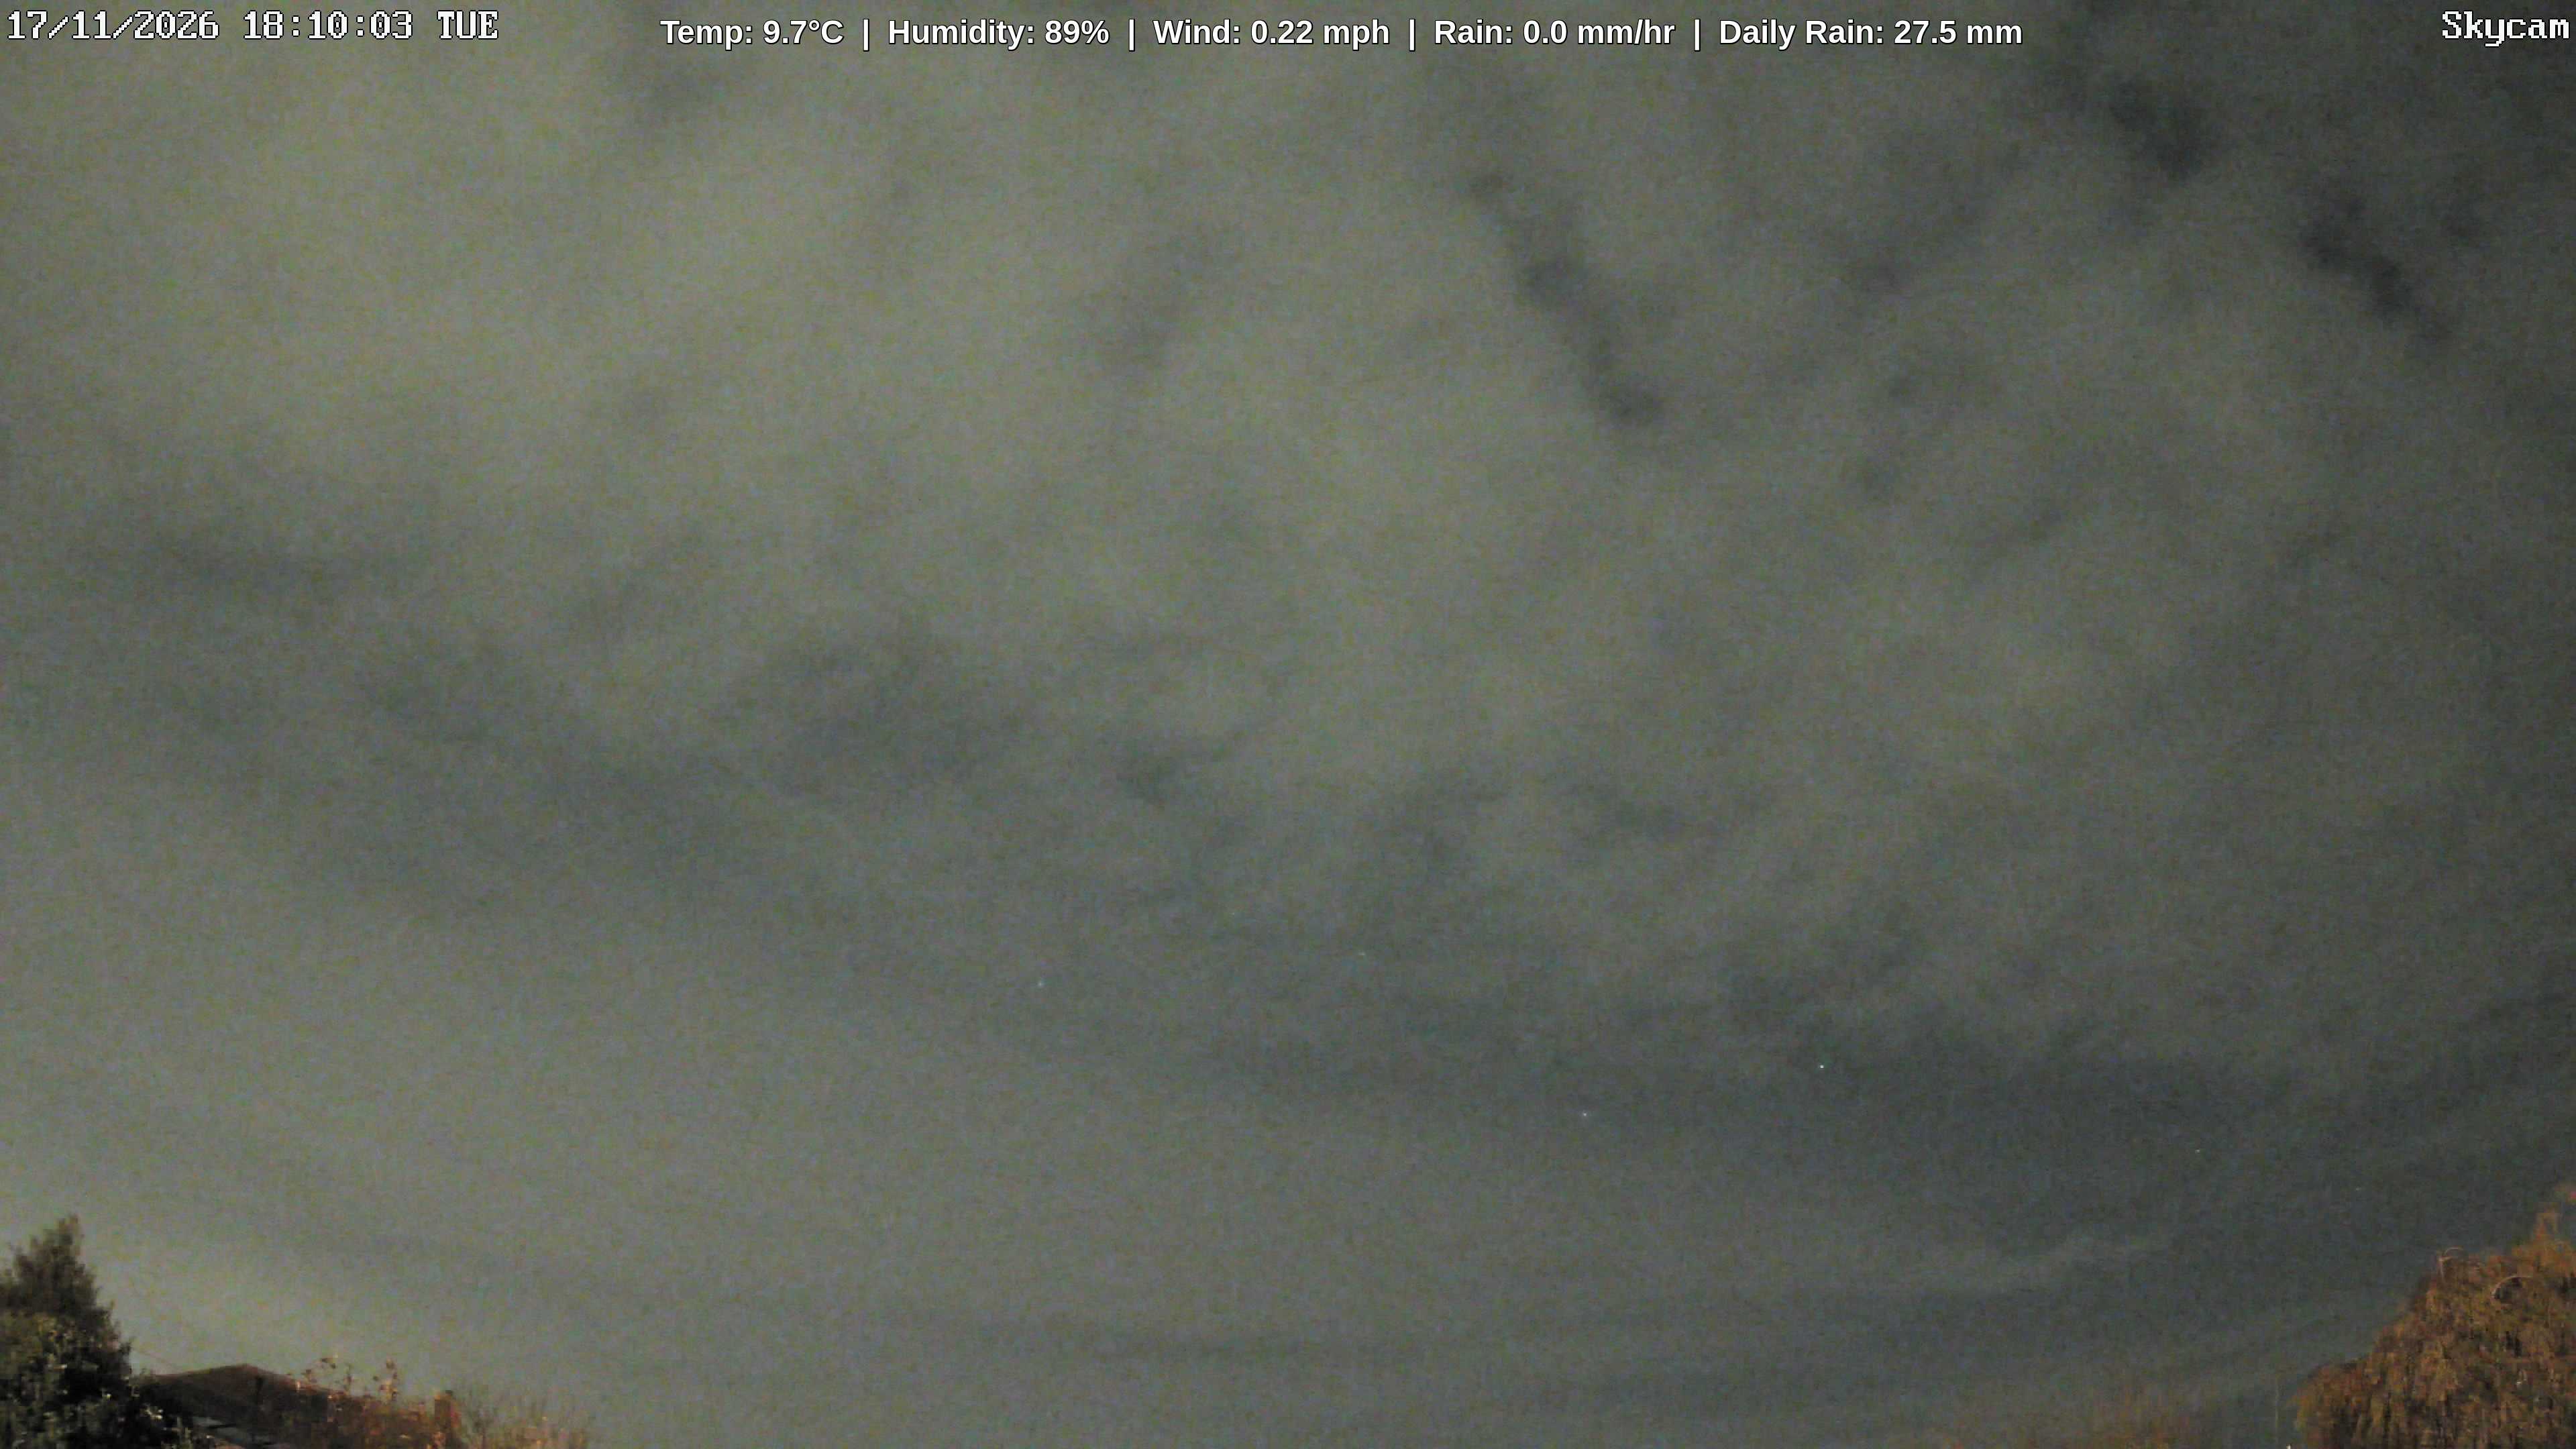 17/11/2026 18:10:03 TUE
Temp: 9.7°C | Humidity: 89% | Wind: 0.22 mph | Rain: 0.0 mm/hr | Daily Rain: 27.5 mm
Skycam